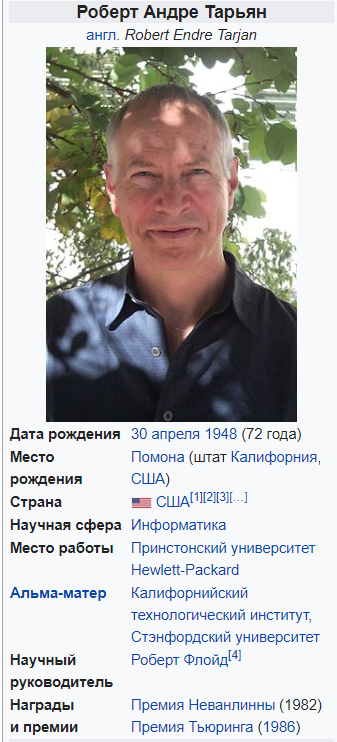 Роберт Андре Тарьян
англ. Robert Endre Tarjan
Дата рождения 30 апреля 1948 (72 года)
Место рождения Помона (штат Калифорния, США)
Страна США[1][2][3][…]
Научная сфера Информатика
Место работы Принстонский университет
Hewlett-Packard
Альма-матер Калифорнийский
технологический институт,
Стэнфордский университет
Научный руководитель Роберт Флойд[4]
Награды и премии Премия Неванлинны (1982)
Премия Тьюринга (1986)